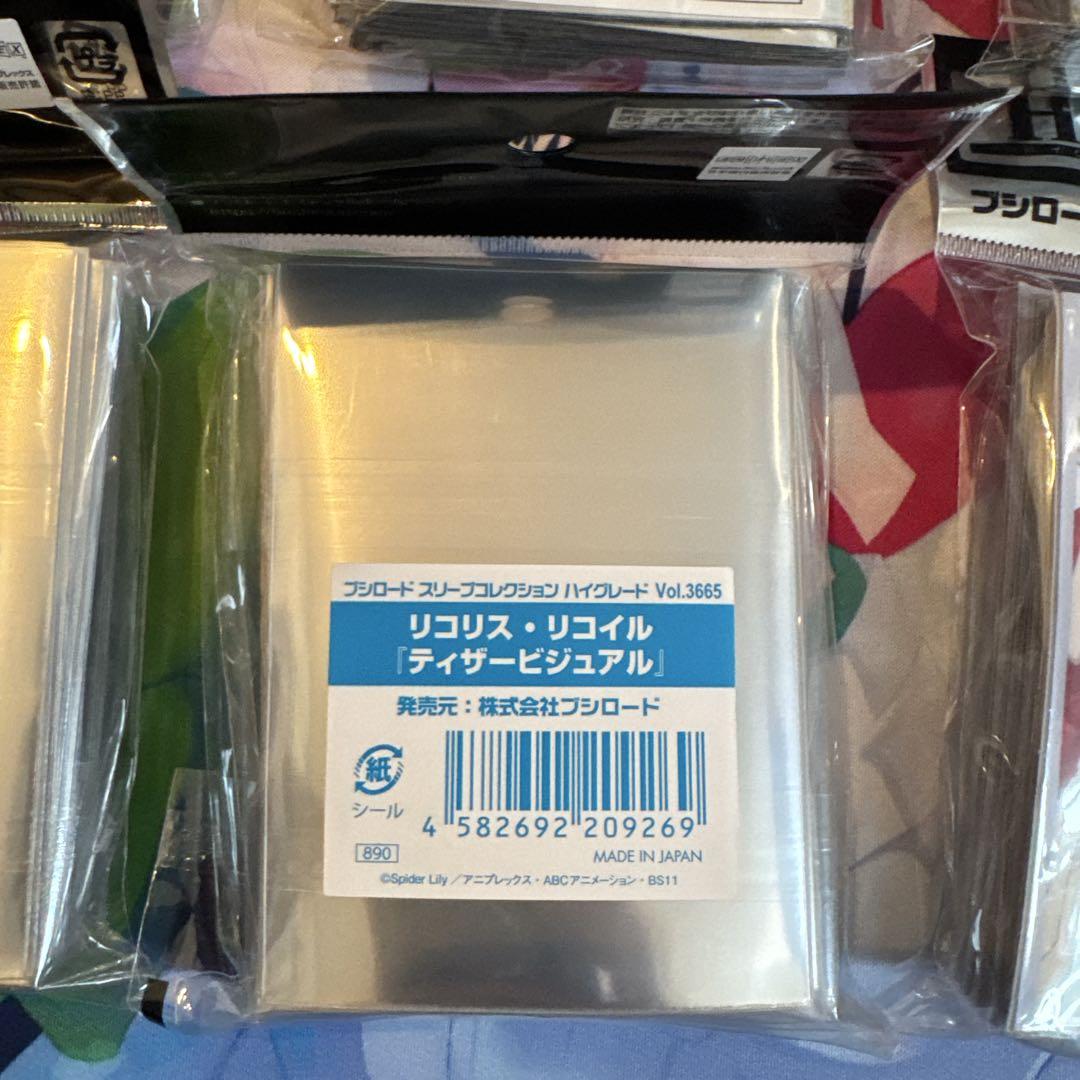 プラ
ブシロー
ブシロード スリーブコレクション ハイグレード Vol.3665
リコリス・リコイル
『ティザービジュアル』
発売元：株式会社ブシロード
紙
シール
4 582692 209269
890
MADE IN JAPAN
©Spider Lily／アニプレックス・ABCアニメーション・BS11